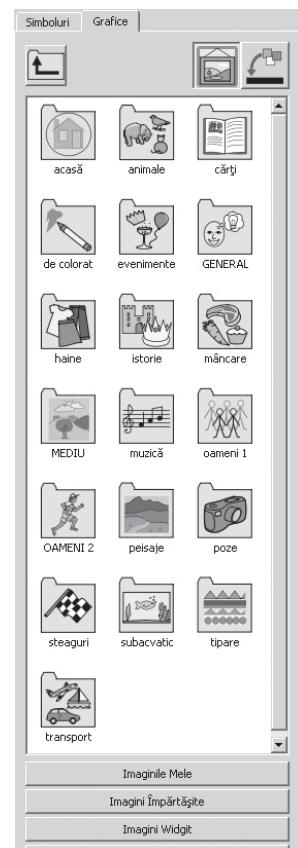 Simboluri Grafice
acasă animale cărţi
de colorat evenimente GENERAL
haine istorie mâncare
MEDIU muzică oameni 1
OAMENI 2 peisaje poze
steaguri subacvatic tipare
transport
Imaginile Mele
Imagini Împărtăşite
Imagini Widgit